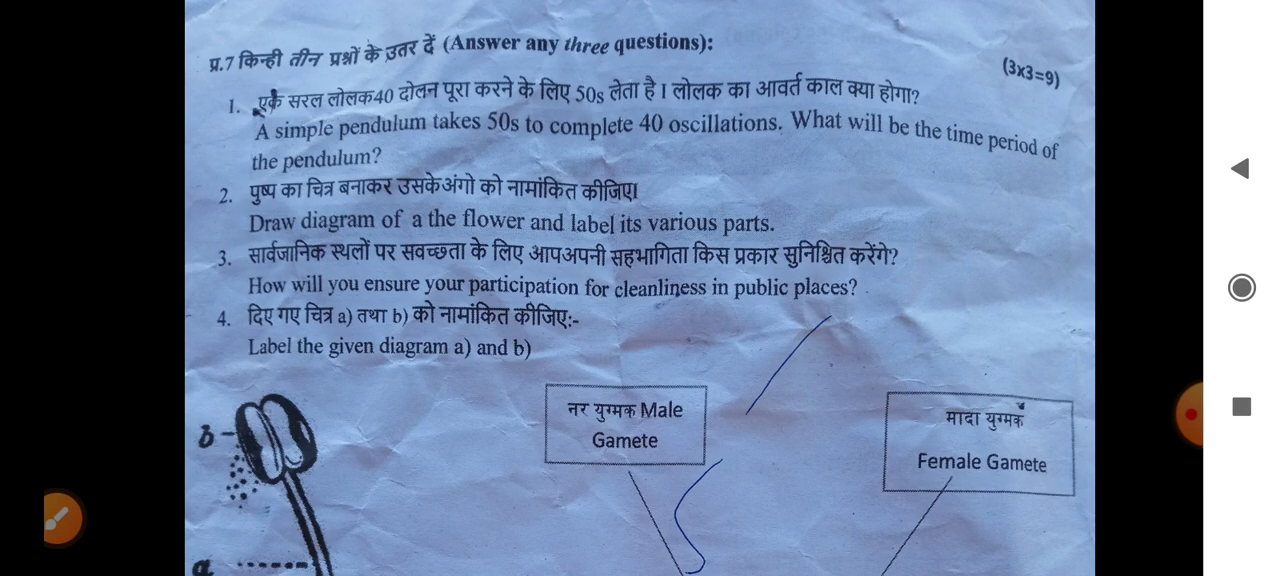 प्र.7 किन्ही तीन प्रश्नों के उतर दें (Answer any three questions):
(3x3=9)
1. एक सरल लोलक40 दोलन पूरा करने के लिए 50s लेता है I लोलक का आवर्त काल क्या होगा?
A simple pendulum takes 50s to complete 40 oscillations. What will be the time period of
the pendulum?
2. पुष्प का चित्र बनाकर उसकेअंगो को नामांकित कीजिए।
Draw diagram of a the flower and label its various parts.
3. सार्वजानिक स्थलों पर सवच्छता के लिए आपअपनी सहभागिता किस प्रकार सुनिश्चित करेंगे?
How will you ensure your participation for cleanliness in public places?
4. दिए गए चित्र a) तथा b) को नामांकित कीजिए:-
Label the given diagram a) and b)
नर युग्मक Male
Gamete
मादा युग्मक
Female Gamete
b
a